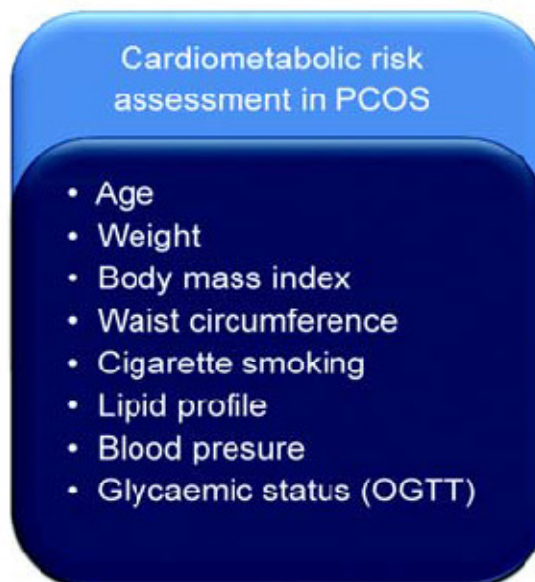 Cardiometabolic risk
assessment in PCOS
• Age
• Weight
• Body mass index
• Waist circumference
• Cigarette smoking
• Lipid profile
• Blood presure
• Glycaemic status (OGTT)